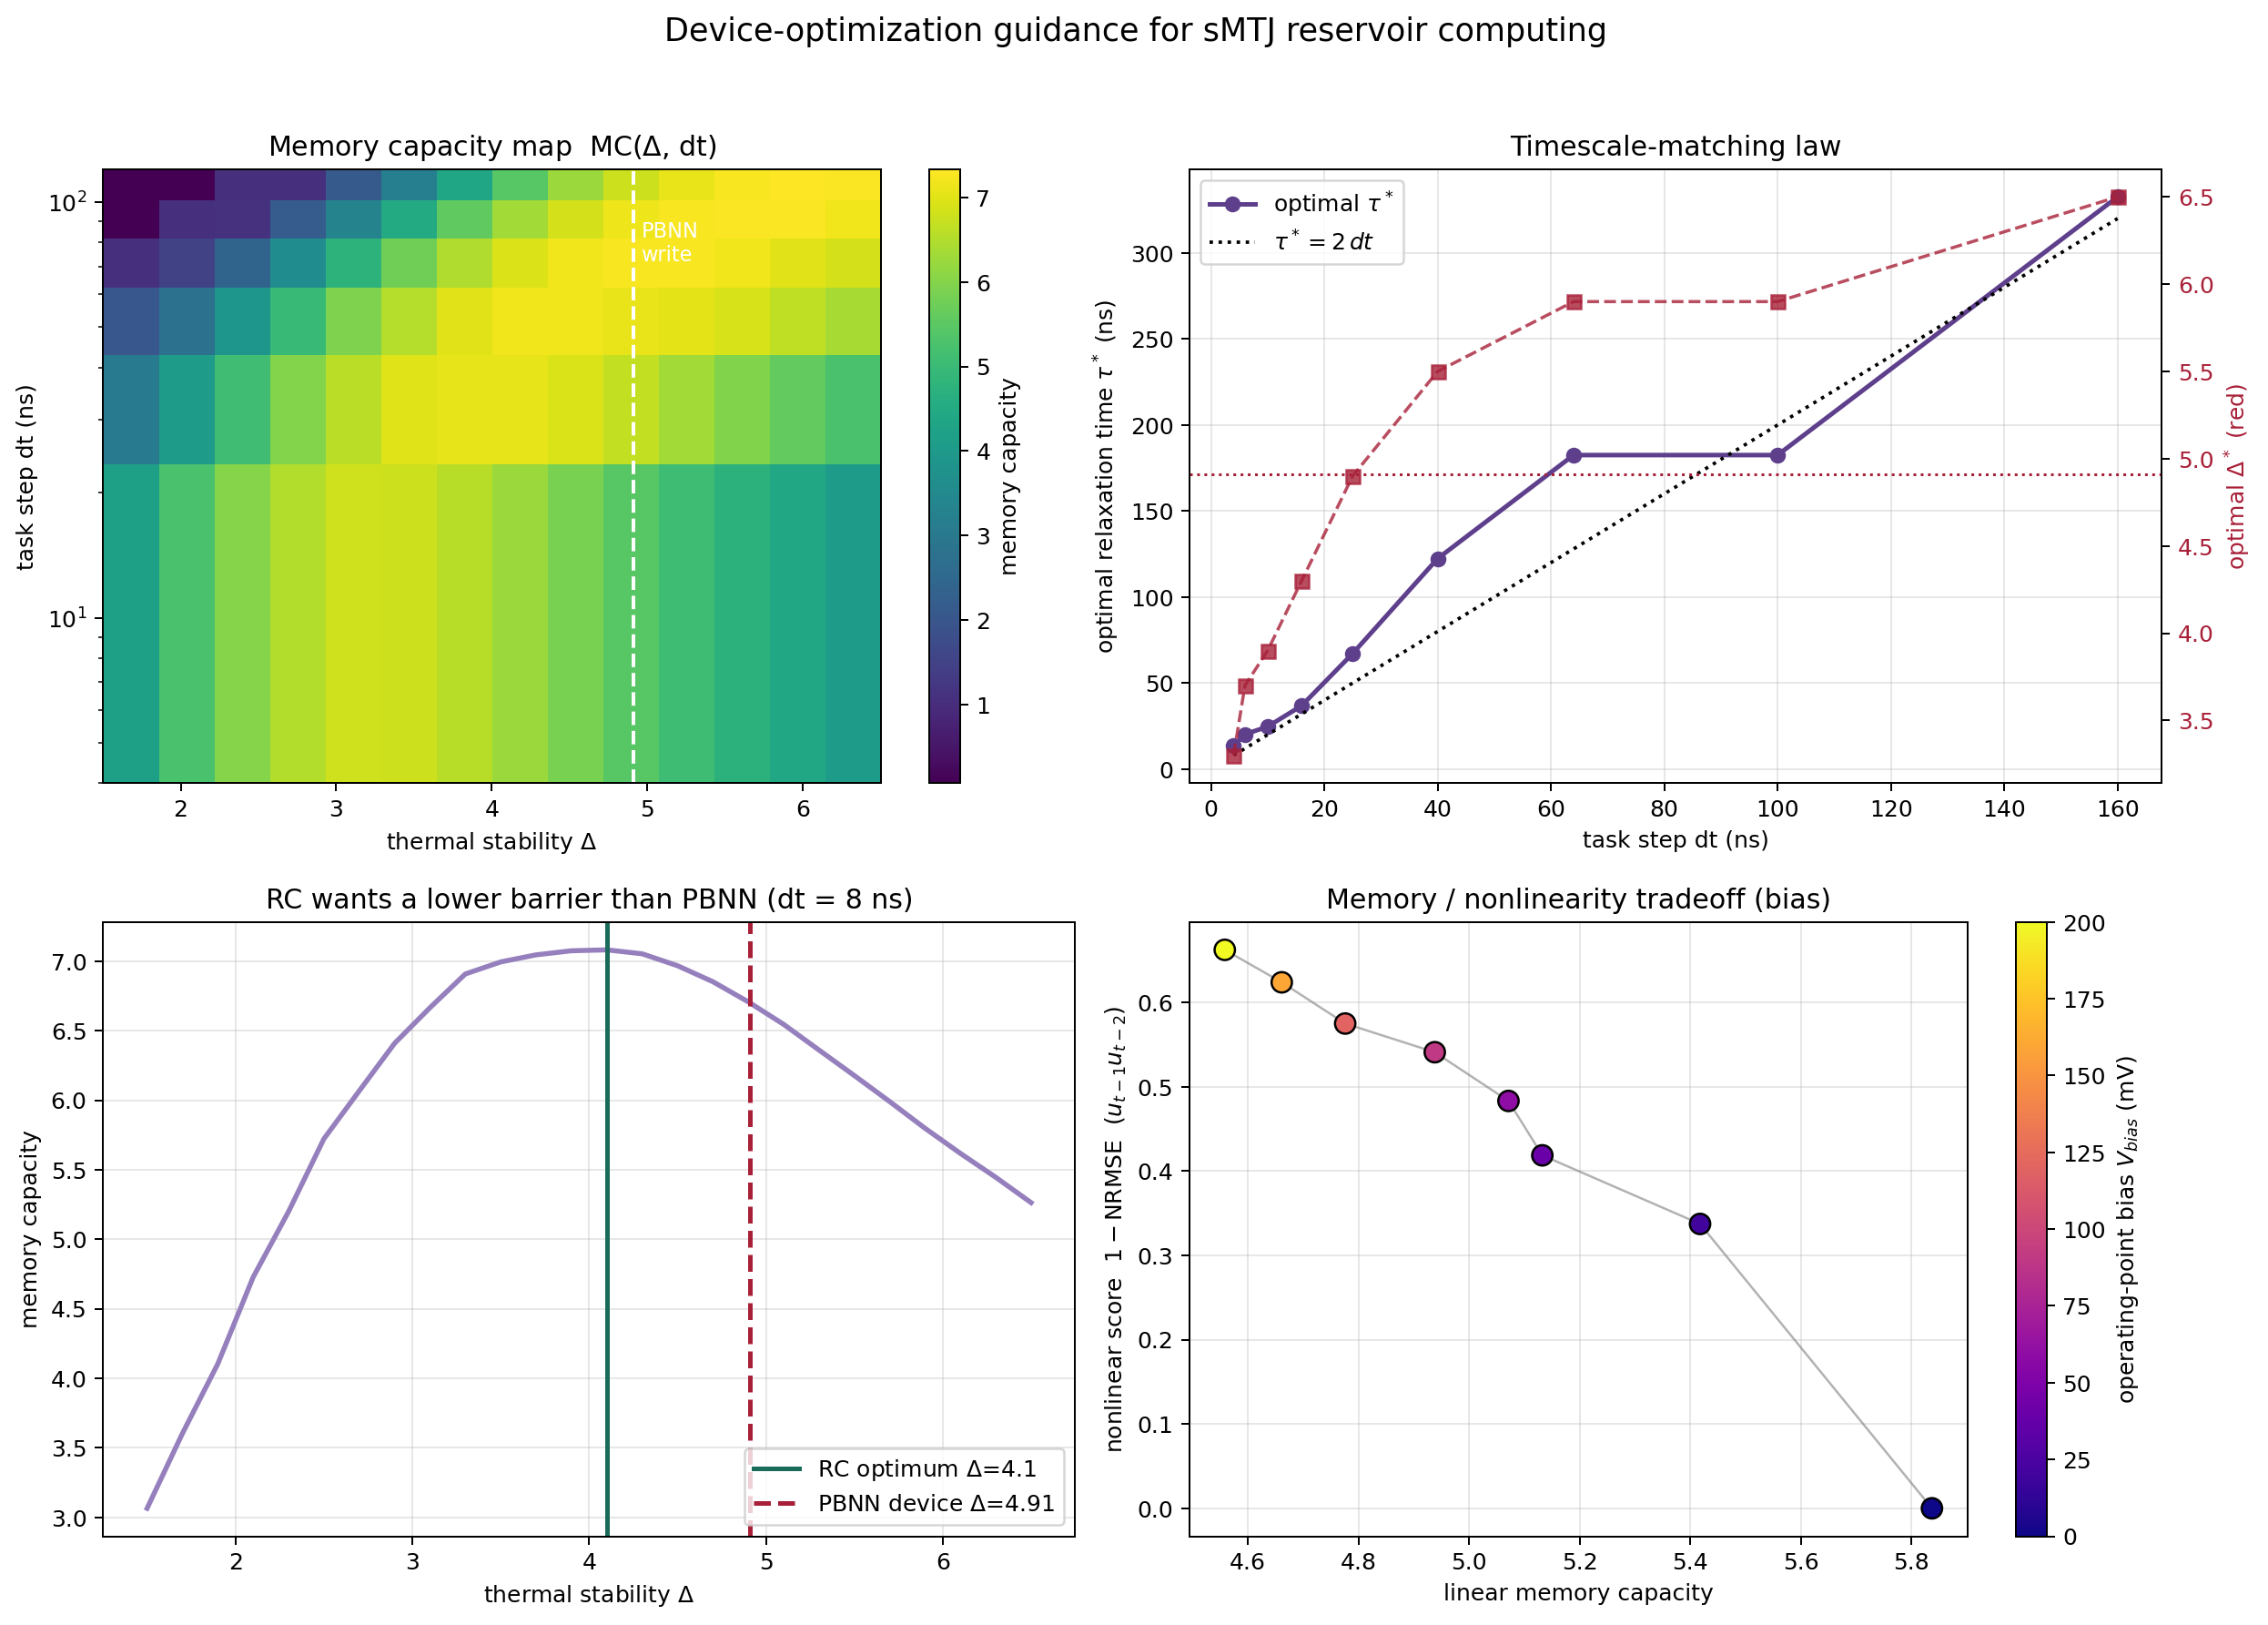 Device-optimization guidance for sMTJ reservoir computing
Memory capacity map  MC(Δ, dt)
task step dt (ns)
10²
10¹
PBNN
write
2 3 4 5 6
thermal stability Δ
7
6
5
4
3
2
1
memory capacity
Timescale-matching law
optimal τ*
τ* = 2 dt
optimal relaxation time τ* (ns)
300
250
200
150
100
50
0
0 20 40 60 80 100 120 140 160
task step dt (ns)
6.5
6.0
5.5
5.0
4.5
4.0
3.5
optimal Δ* (red)
RC wants a lower barrier than PBNN (dt = 8 ns)
memory capacity
7.0
6.5
6.0
5.5
5.0
4.5
4.0
3.5
3.0
RC optimum Δ=4.1
PBNN device Δ=4.91
2 3 4 5 6
thermal stability Δ
Memory / nonlinearity tradeoff (bias)
nonlinear score  1 − NRMSE  (uₜ₋₁uₜ₋₂)
0.6
0.5
0.4
0.3
0.2
0.1
0.0
4.6 4.8 5.0 5.2 5.4 5.6 5.8
linear memory capacity
200
175
150
125
100
75
50
25
0
operating-point bias V_bias (mV)